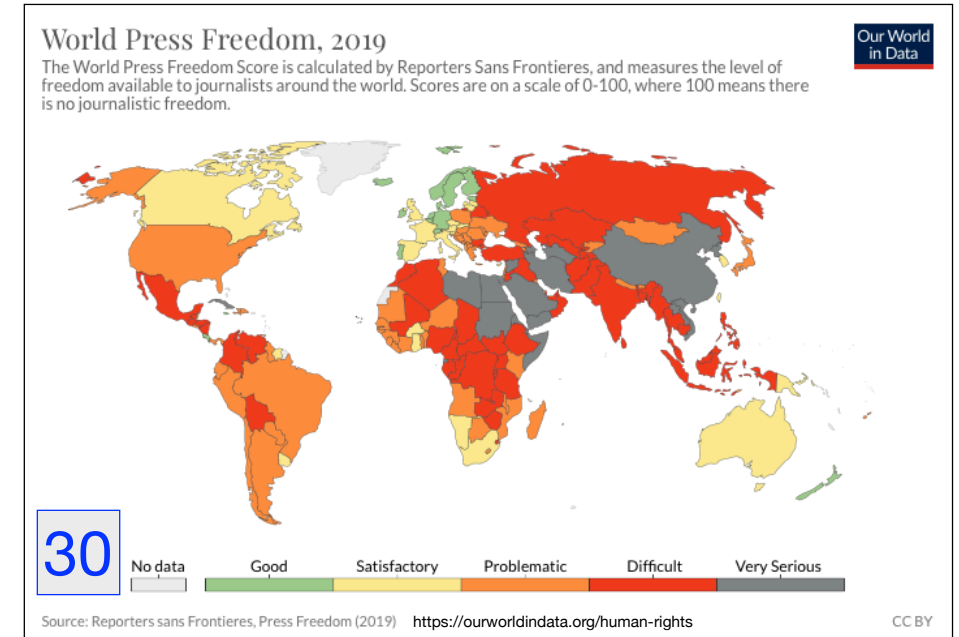 World Press Freedom, 2019
Our World
in Data
The World Press Freedom Score is calculated by Reporters Sans Frontieres, and measures the level of
freedom available to journalists around the world. Scores are on a scale of 0-100, where 100 means there
is no journalistic freedom.
30
No data
Good
Satisfactory
Problematic
Difficult
Very Serious
Source: Reporters sans Frontieres, Press Freedom (2019)
https://ourworldindata.org/human-rights
CC BY